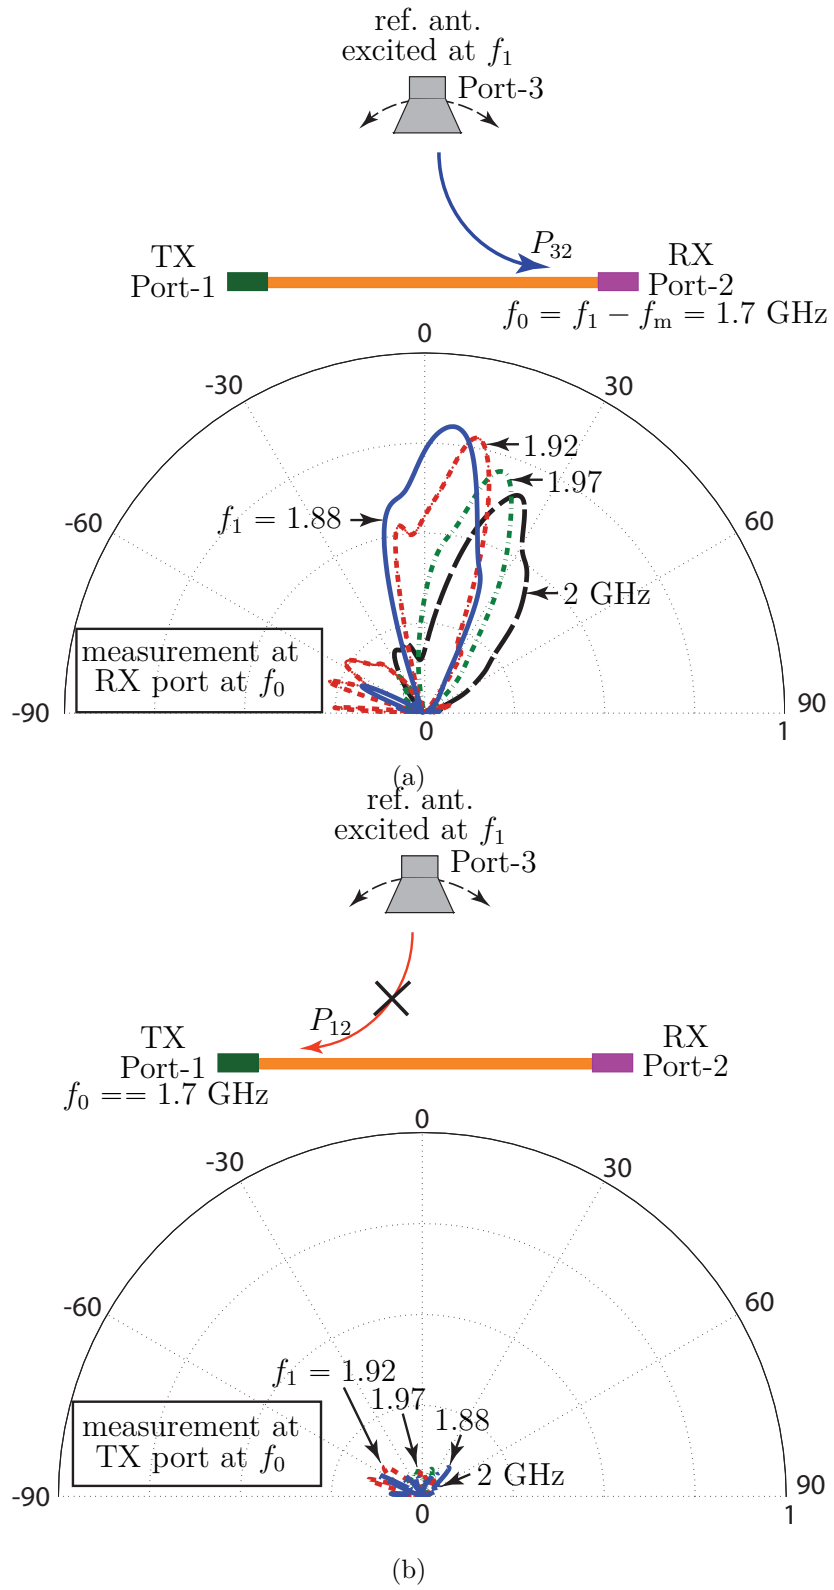 ref. ant.
excited at f₁
Port-3
P₃₂
TX
Port-1
RX
Port-2
f₀ = f₁ − fₘ = 1.7 GHz
0
-30
30
1.92
1.97
f₁ = 1.88
-60
60
2 GHz
measurement at
RX port at f₀
-90
90
0
1
(a)
ref. ant.
excited at f₁
Port-3
P₁₂
TX
Port-1
RX
Port-2
f₀ == 1.7 GHz
0
-30
30
-60
60
f₁ = 1.92
1.97
1.88
measurement at
TX port at f₀
2 GHz
-90
90
0
1
(b)